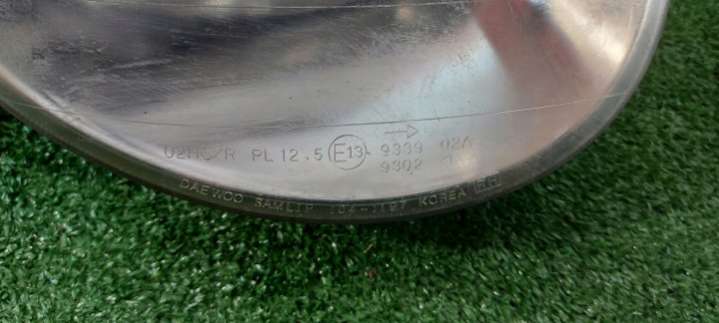 02HC/R PL 12.5 E13 9339 02A
9302
DAEWOO SAMLIP KOREA